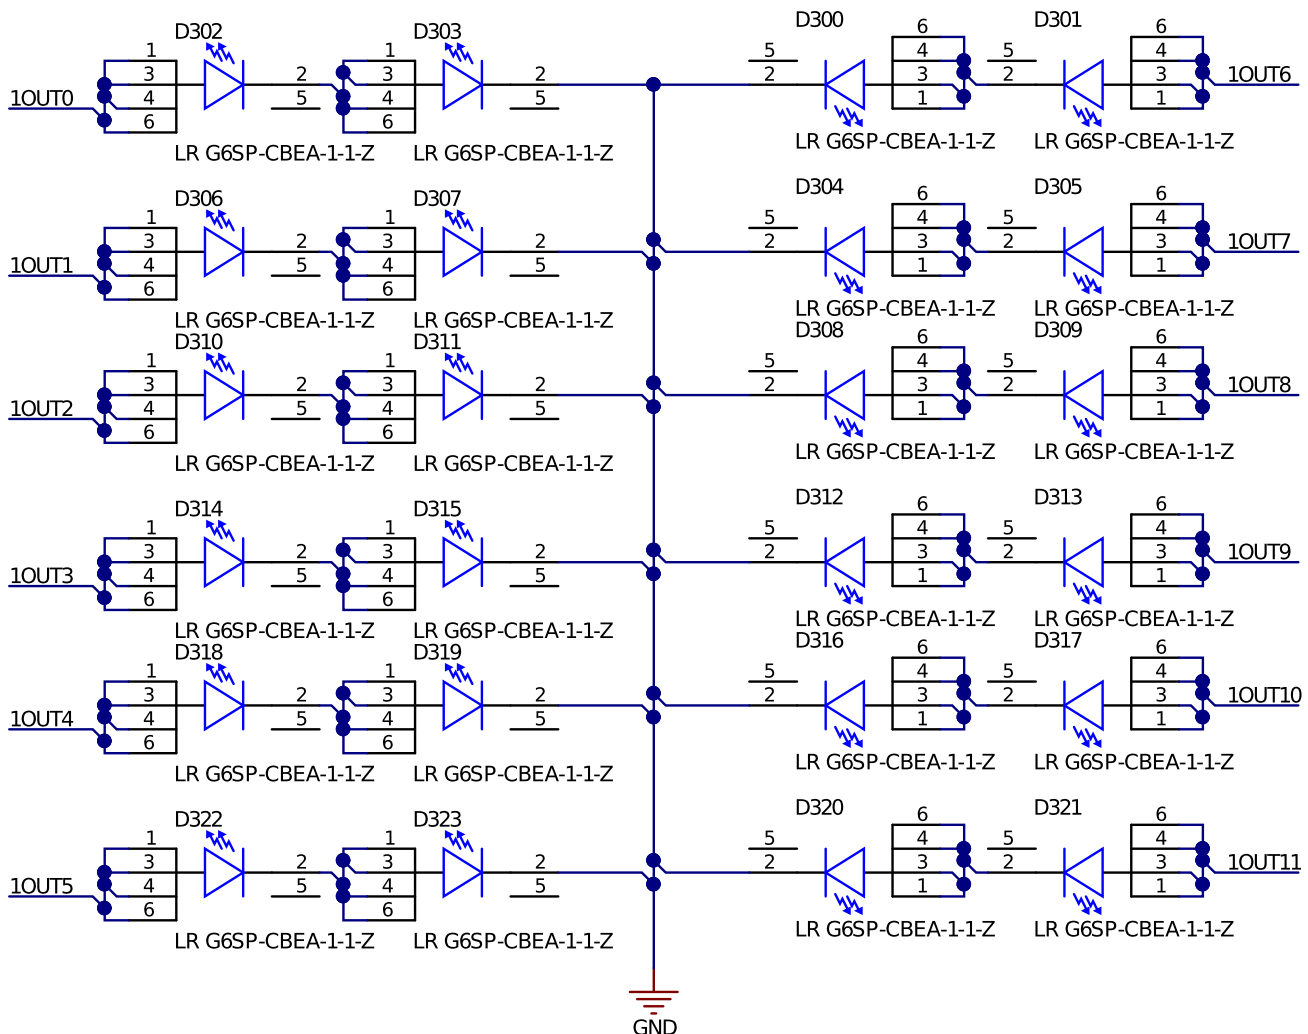 D302 D303 D300 D301
1 1 6 6
5 4 5 4
3 2 3 2 2 3 2 3 1OUT6
1OUT0 4 5 4 5 1 1
6 6
LR G6SP-CBEA-1-1-Z LR G6SP-CBEA-1-1-Z
LR G6SP-CBEA-1-1-Z LR G6SP-CBEA-1-1-Z
D306 D307 D304 D305
1 1 6 6
5 4 5 4
3 2 3 2 2 3 2 3 1OUT7
1OUT1 4 5 4 5 1 1
6 6
LR G6SP-CBEA-1-1-Z LR G6SP-CBEA-1-1-Z
LR G6SP-CBEA-1-1-Z LR G6SP-CBEA-1-1-Z
D310 D311 D308 D309
1 1 6 6
5 4 5 4
3 2 3 2 2 3 2 3 1OUT8
1OUT2 4 5 4 5 1 1
6 6
LR G6SP-CBEA-1-1-Z LR G6SP-CBEA-1-1-Z
LR G6SP-CBEA-1-1-Z LR G6SP-CBEA-1-1-Z
D314 D315 D312 D313
1 1 6 6
5 4 5 4
3 2 3 2 2 3 2 3 1OUT9
1OUT3 4 5 4 5 1 1
6 6
LR G6SP-CBEA-1-1-Z LR G6SP-CBEA-1-1-Z
LR G6SP-CBEA-1-1-Z LR G6SP-CBEA-1-1-Z
D318 D319 D316 D317
1 1 6 6
5 4 5 4
3 2 3 2 2 3 2 3 1OUT10
1OUT4 4 5 4 5 1 1
6 6
LR G6SP-CBEA-1-1-Z LR G6SP-CBEA-1-1-Z
LR G6SP-CBEA-1-1-Z LR G6SP-CBEA-1-1-Z
D322 D323 D320 D321
1 1 6 6
5 4 5 4
3 2 3 2 2 3 2 3 1OUT11
1OUT5 4 5 4 5 1 1
6 6
LR G6SP-CBEA-1-1-Z LR G6SP-CBEA-1-1-Z
LR G6SP-CBEA-1-1-Z LR G6SP-CBEA-1-1-Z
GND